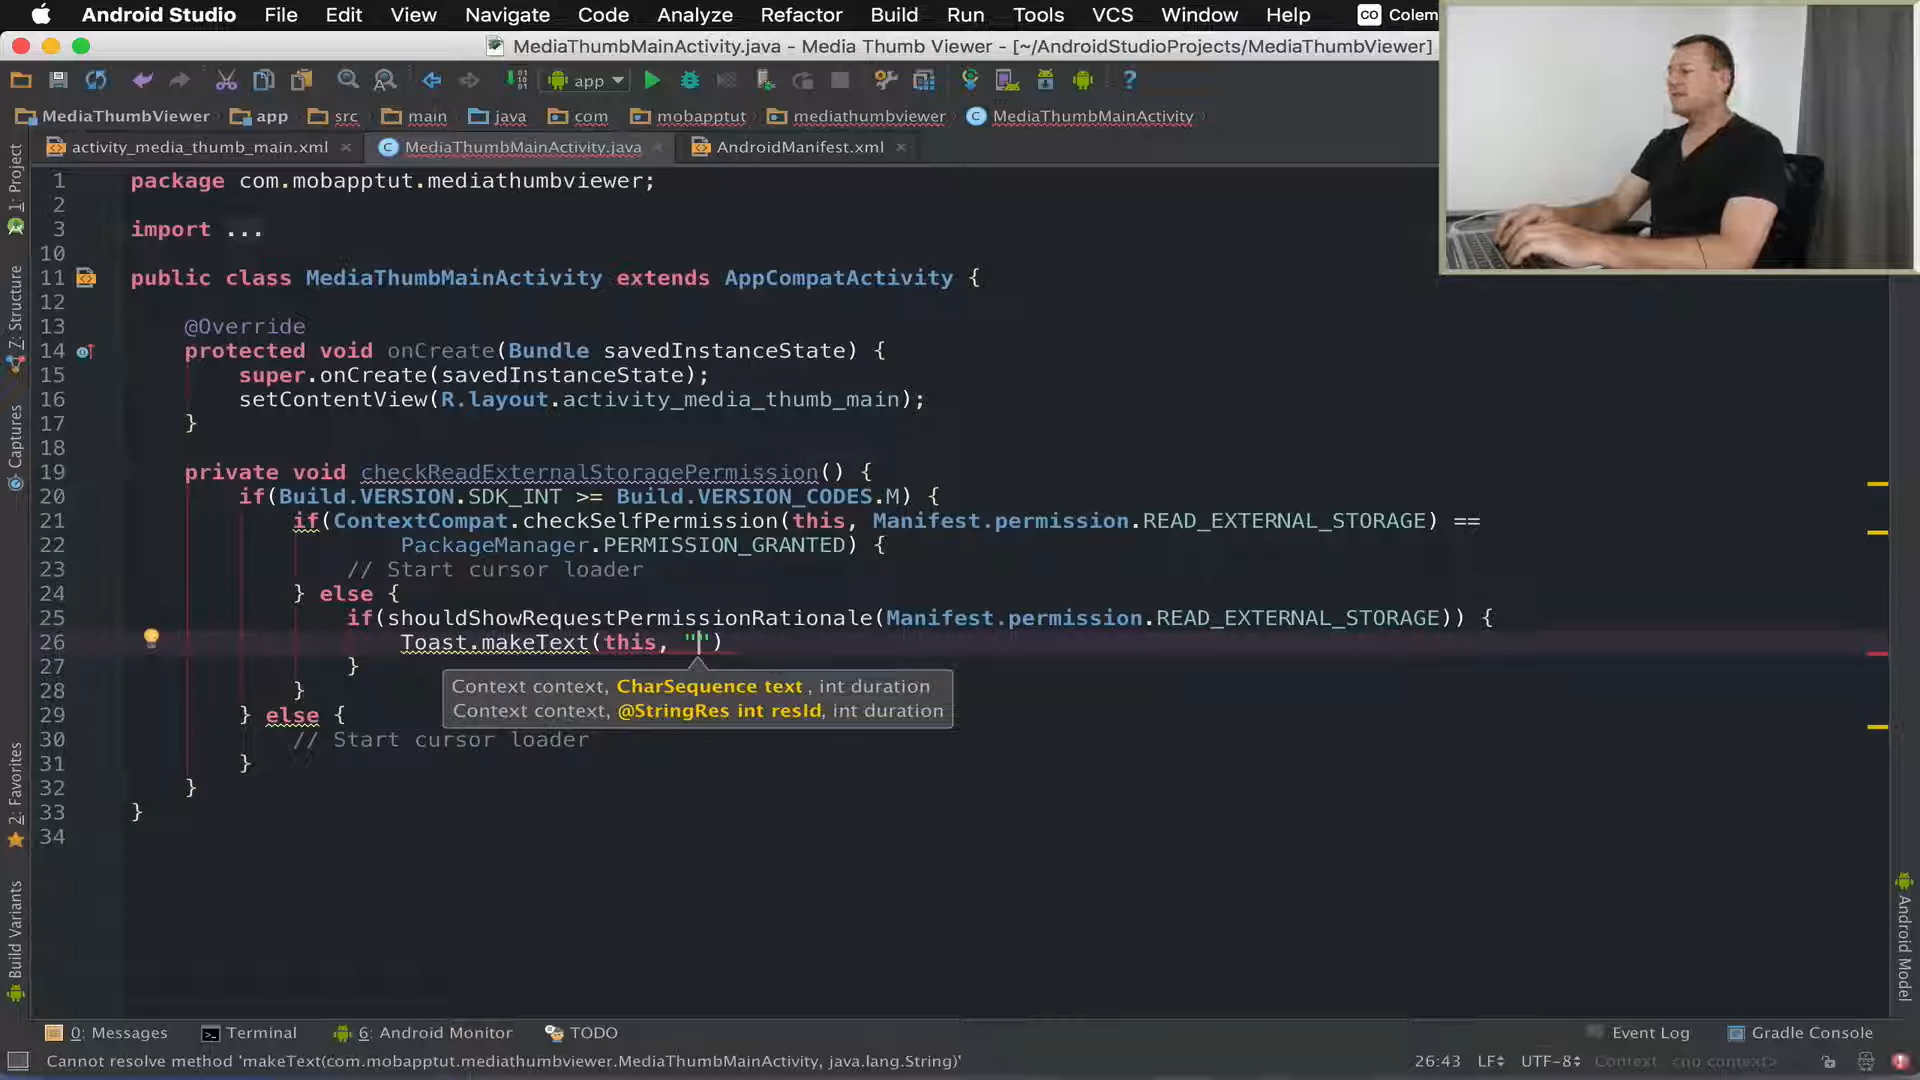 Android Studio File Edit View Navigate Code Analyze Refactor Build Run Tools VCS Window Help CO Colem
MediaThumbMainActivity.java - Media Thumb Viewer - [~/AndroidStudioProjects/MediaThumbViewer]
app
MediaThumbViewer app src main java com mobapptut mediathumbviewer MediaThumbMainActivity
activity_media_thumb_main.xml MediaThumbMainActivity.java AndroidManifest.xml
1: Project
7: Structure
Captures
2: Favorites
Build Variants
1 package com.mobapptut.mediathumbviewer;
2
3 import ...
10
11 public class MediaThumbMainActivity extends AppCompatActivity {
12
13 @Override
14 protected void onCreate(Bundle savedInstanceState) {
15 super.onCreate(savedInstanceState);
16 setContentView(R.layout.activity_media_thumb_main);
17 }
18
19 private void checkReadExternalStoragePermission() {
20 if(Build.VERSION.SDK_INT >= Build.VERSION_CODES.M) {
21 if(ContextCompat.checkSelfPermission(this, Manifest.permission.READ_EXTERNAL_STORAGE) ==
22 PackageManager.PERMISSION_GRANTED) {
23 // Start cursor loader
24 } else {
25 if(shouldShowRequestPermissionRationale(Manifest.permission.READ_EXTERNAL_STORAGE)) {
26 Toast.makeText(this, "")
27 }
Context context, CharSequence text , int duration
Context context, @StringRes int resId, int duration
28 }
29 } else {
30 // Start cursor loader
31 }
32 }
33 }
34
Android Model
0: Messages Terminal 6: Android Monitor TODO Event Log Gradle Console
Cannot resolve method 'makeText(com.mobapptut.mediathumbviewer.MediaThumbMainActivity, java.lang.String)' 26:43 LF UTF-8 Context <no context>